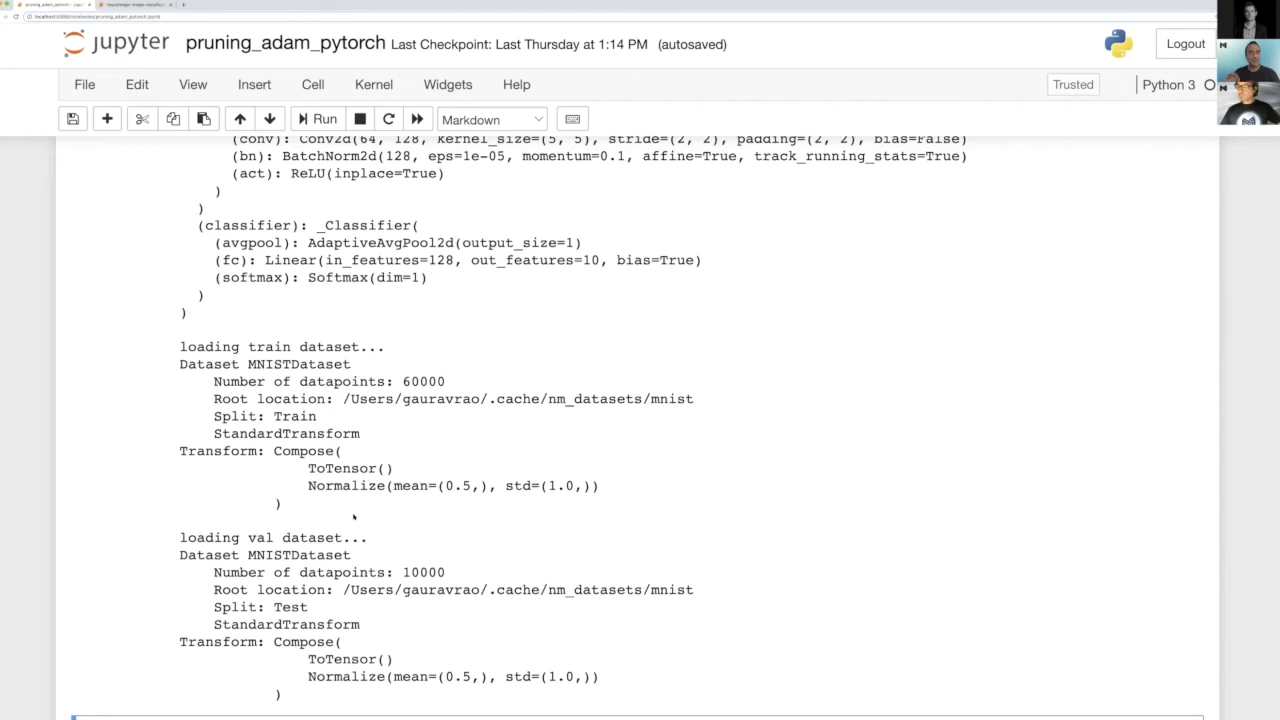 pruning_adam_pytorch - Jupyt
localhost:8888/notebooks/pruning_adam_pytorch.ipynb
jupyter pruning_adam_pytorch Last Checkpoint: Last Thursday at 1:14 PM (autosaved)
Logout
File Edit View Insert Cell Kernel Widgets Help
Trusted
Python 3
Run
Markdown
(conv): Conv2d(64, 128, kernel_size=(5, 5), stride=(2, 2), padding=(2, 2), bias=False)
(bn): BatchNorm2d(128, eps=1e-05, momentum=0.1, affine=True, track_running_stats=True)
(act): ReLU(inplace=True)
)
)
(classifier): _Classifier(
(avgpool): AdaptiveAvgPool2d(output_size=1)
(fc): Linear(in_features=128, out_features=10, bias=True)
(softmax): Softmax(dim=1)
)
)
loading train dataset...
Dataset MNISTDataset
Number of datapoints: 60000
Root location: /Users/gauravrao/.cache/nm_datasets/mnist
Split: Train
StandardTransform
Transform: Compose(
ToTensor()
Normalize(mean=(0.5,), std=(1.0,))
)
loading val dataset...
Dataset MNISTDataset
Number of datapoints: 10000
Root location: /Users/gauravrao/.cache/nm_datasets/mnist
Split: Test
StandardTransform
Transform: Compose(
ToTensor()
Normalize(mean=(0.5,), std=(1.0,))
)